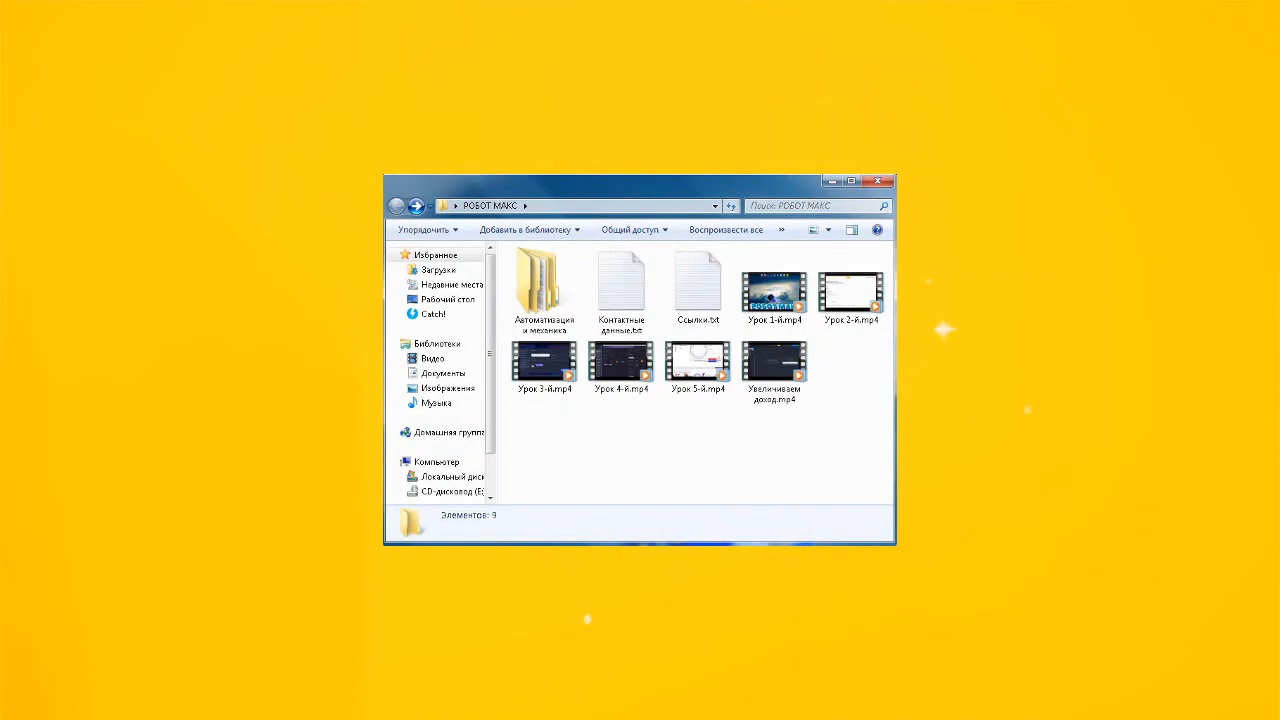 РОБОТ МАКС
Поиск: РОБОТ МАКС
Упорядочить
Добавить в библиотеку
Общий доступ
Воспроизвести все
»
Избранное
Загрузки
Недавние места
Рабочий стол
Catch!
Библиотеки
Видео
Документы
Изображения
Музыка
Домашняя группа
Компьютер
Локальный диск
CD-дисковод (E:
Автоматизация
и механика
Контактные
данные.txt
Ссылки.txt
Урок 1-й.mp4
Урок 2-й.mp4
Урок 3-й.mp4
Урок 4-й.mp4
Урок 5-й.mp4
Увеличиваем
доход.mp4
Элементов: 9